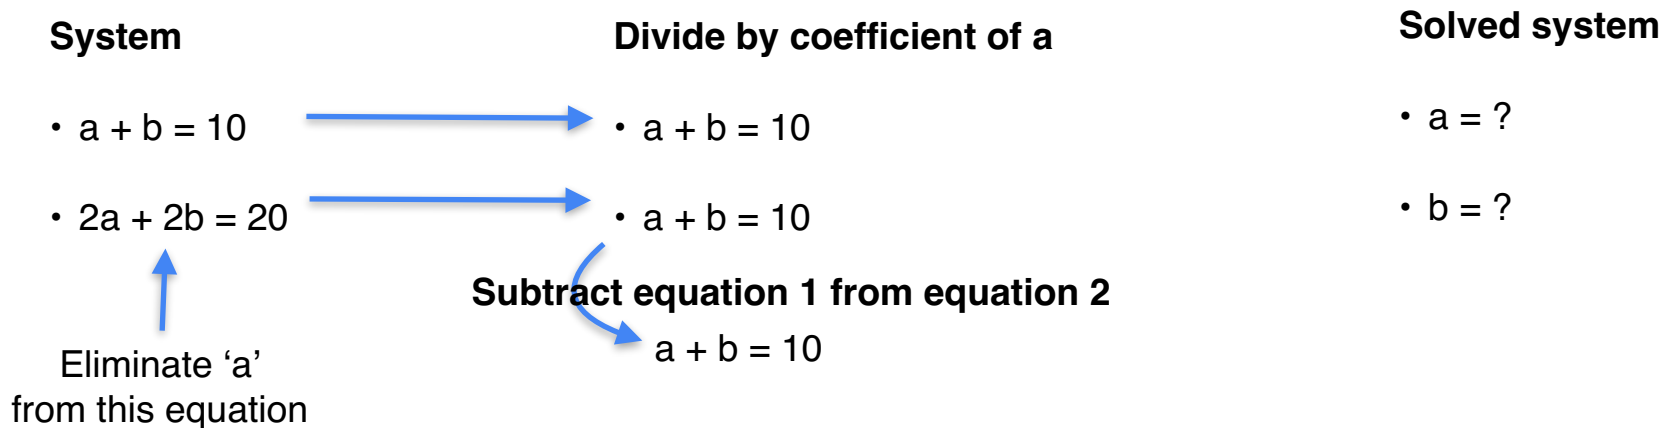 System
• a + b = 10
• 2a + 2b = 20
Eliminate ‘a’
from this equation
Divide by coefficient of a
• a + b = 10
• a + b = 10
Subtract equation 1 from equation 2
a + b = 10
Solved system
• a = ?
• b = ?